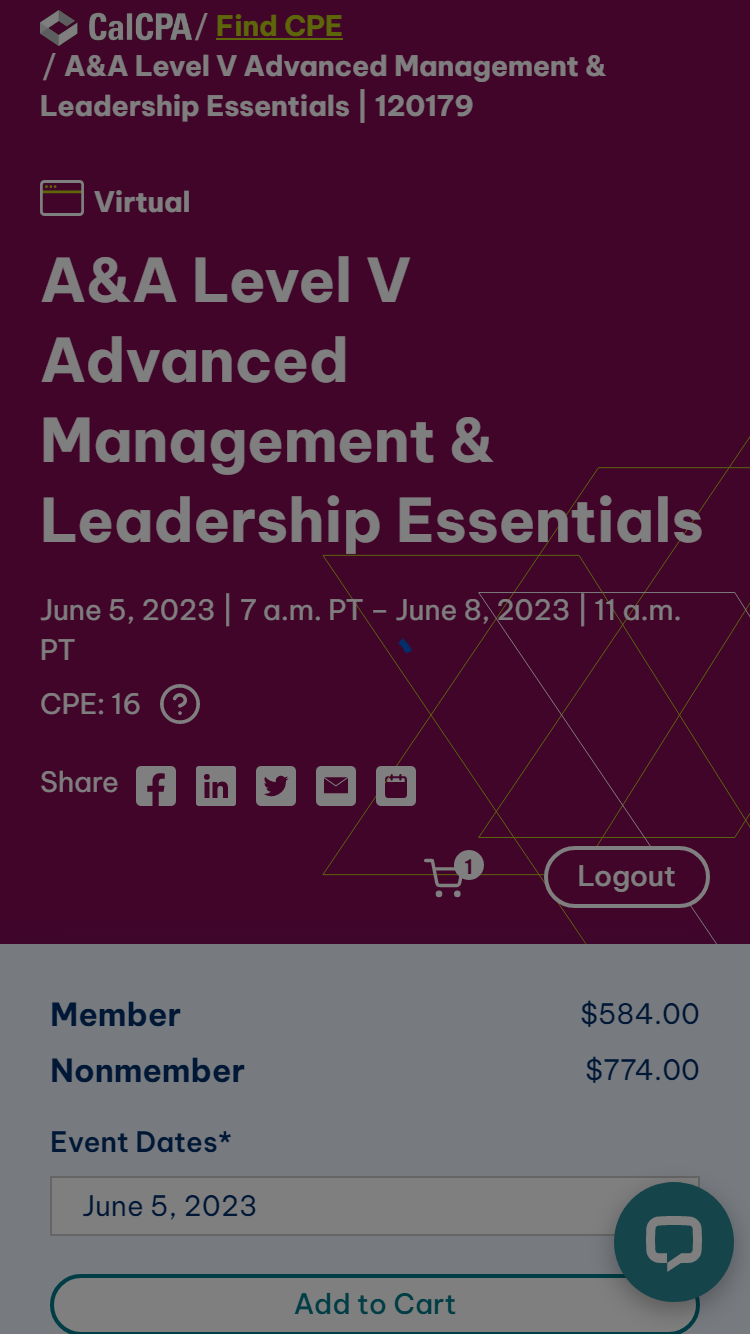 CalCPA / Find CPE
/ A&A Level V Advanced Management &
Leadership Essentials | 120179
Virtual
A&A Level V
Advanced
Management &
Leadership Essentials
June 5, 2023 | 7 a.m. PT – June 8, 2023 | 11 a.m.
PT
CPE: 16 ?
Share
1
Logout
Member $584.00
Nonmember $774.00
Event Dates*
June 5, 2023
Add to Cart